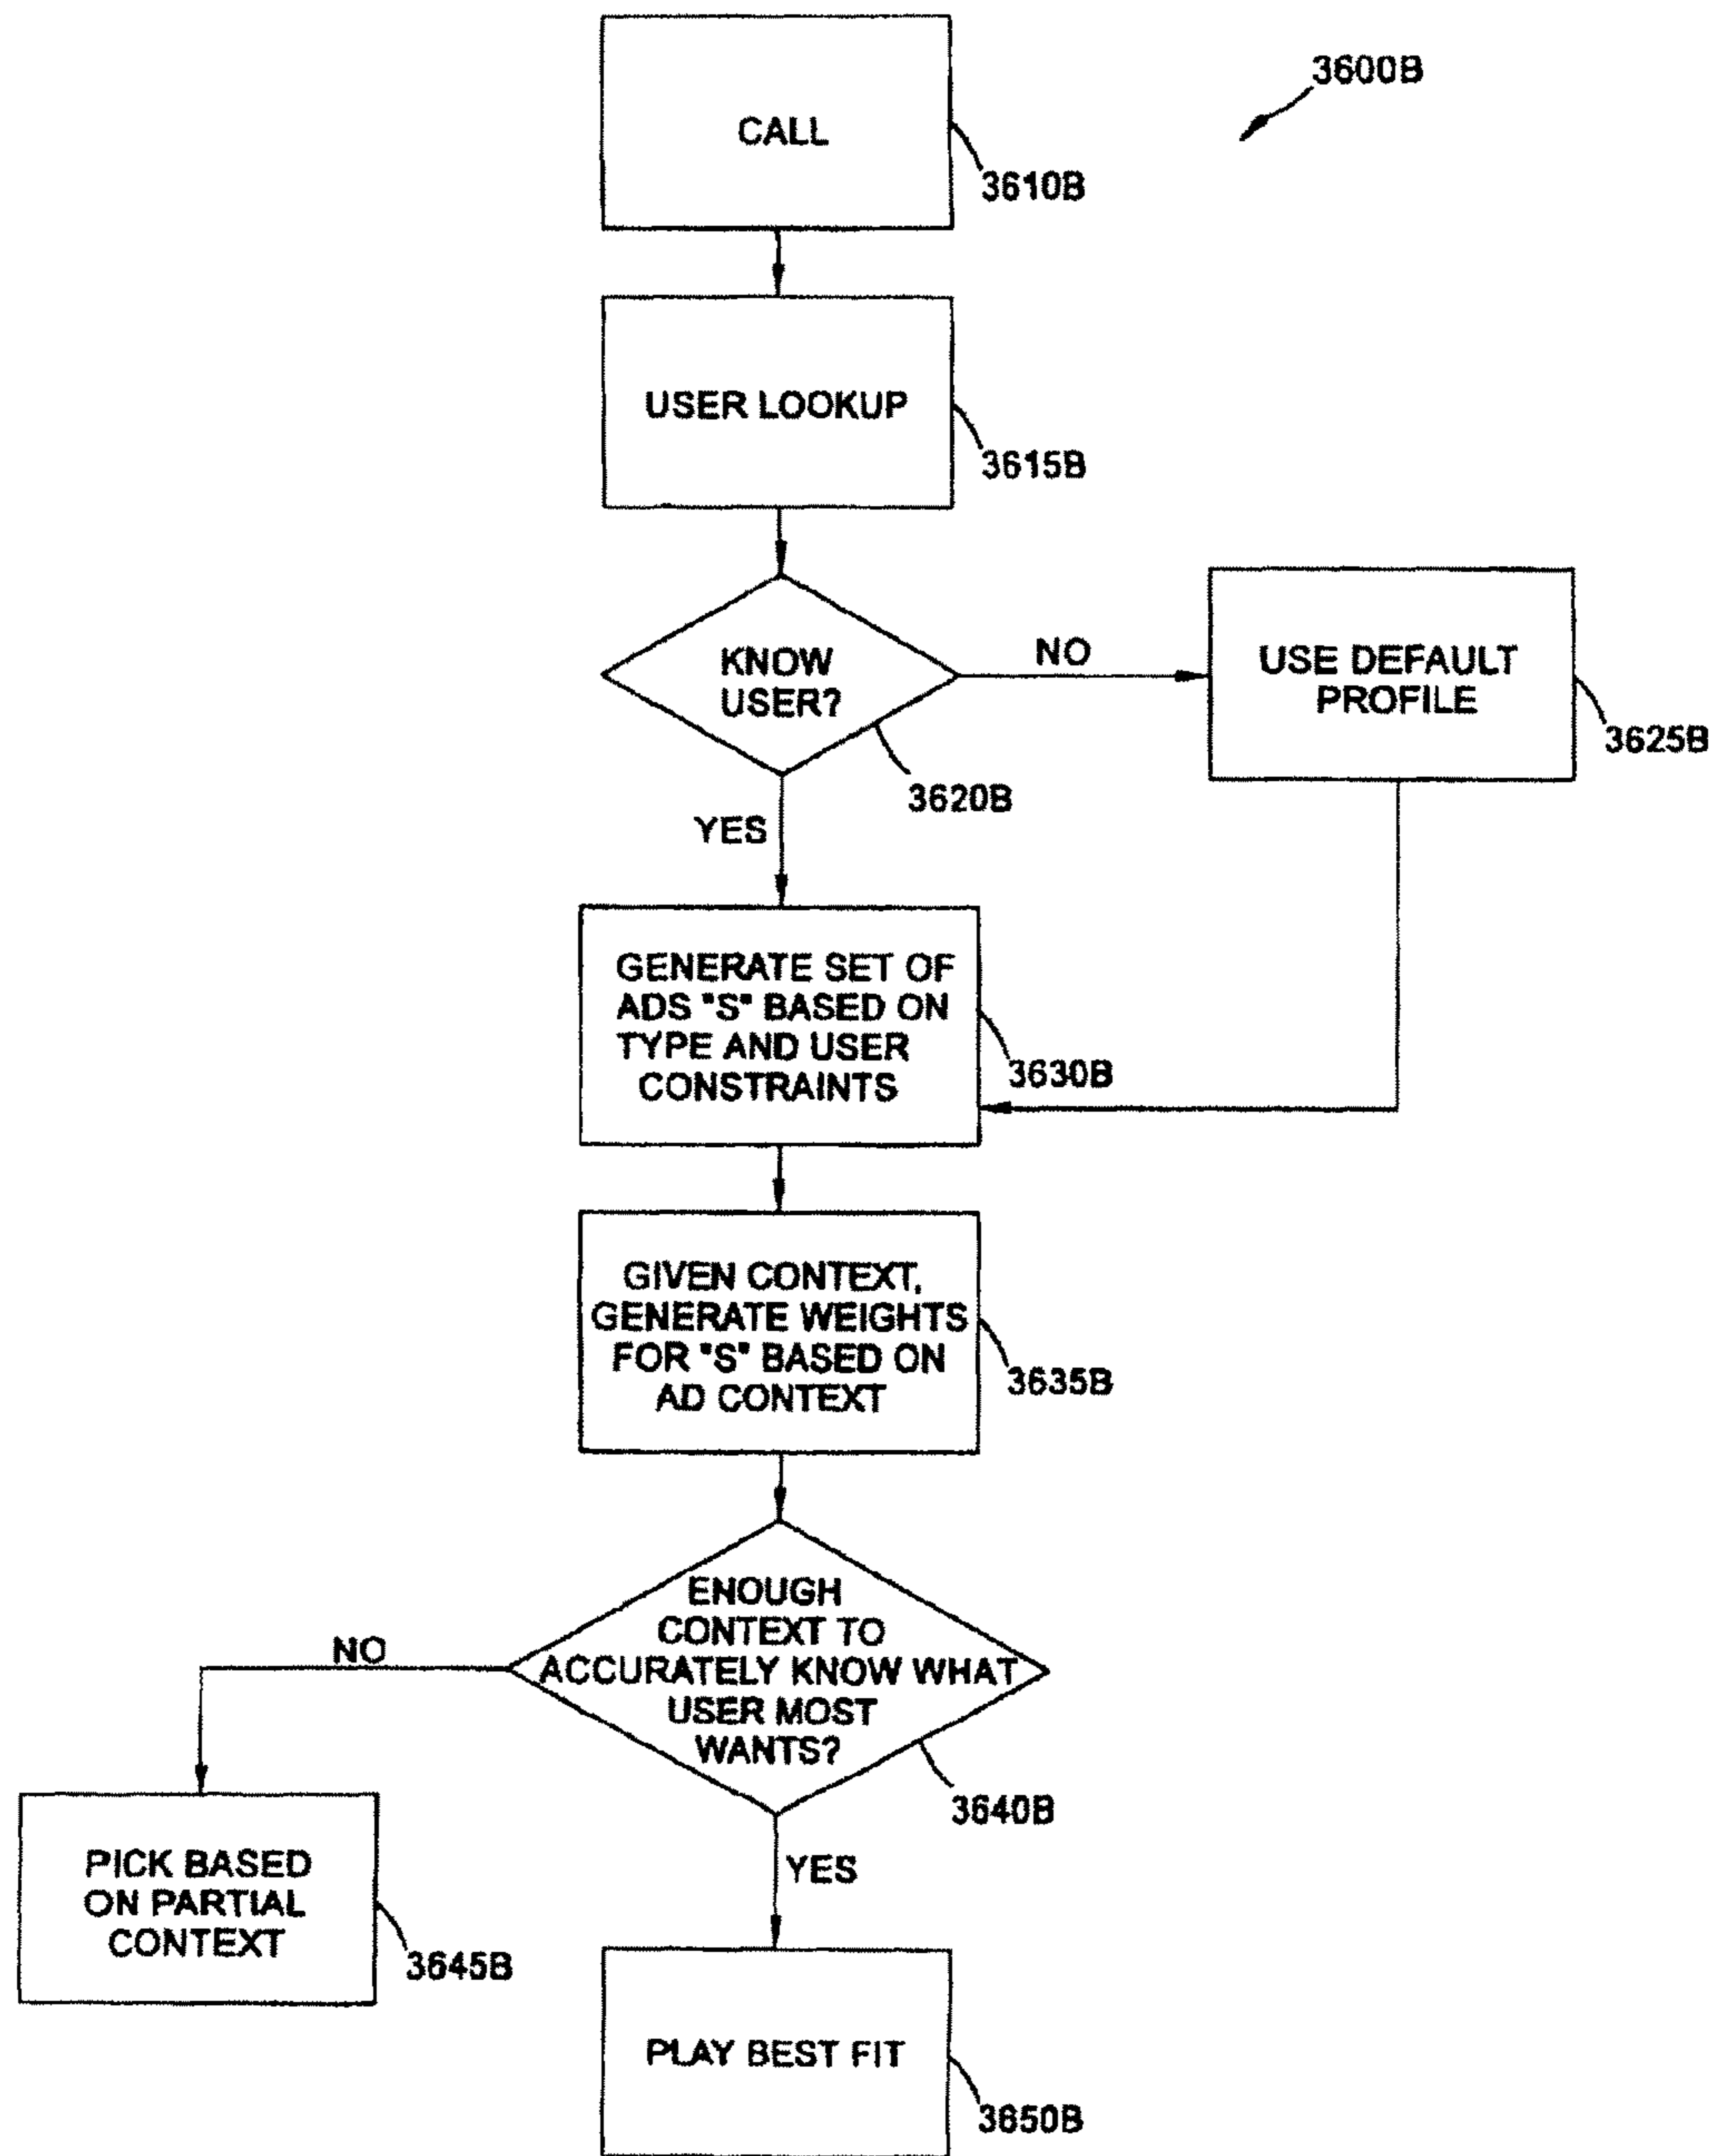 3600B
CALL
3610B
USER LOOKUP
3615B
KNOW
USER?
3620B
NO
USE DEFAULT
PROFILE
3625B
YES
GENERATE SET OF
ADS "S" BASED ON
TYPE AND USER
CONSTRAINTS
3630B
GIVEN CONTEXT,
GENERATE WEIGHTS
FOR "S" BASED ON
AD CONTEXT
3635B
ENOUGH
CONTEXT TO
ACCURATELY KNOW WHAT
USER MOST
WANTS?
3640B
NO
PICK BASED
ON PARTIAL
CONTEXT
3645B
YES
PLAY BEST FIT
3650B